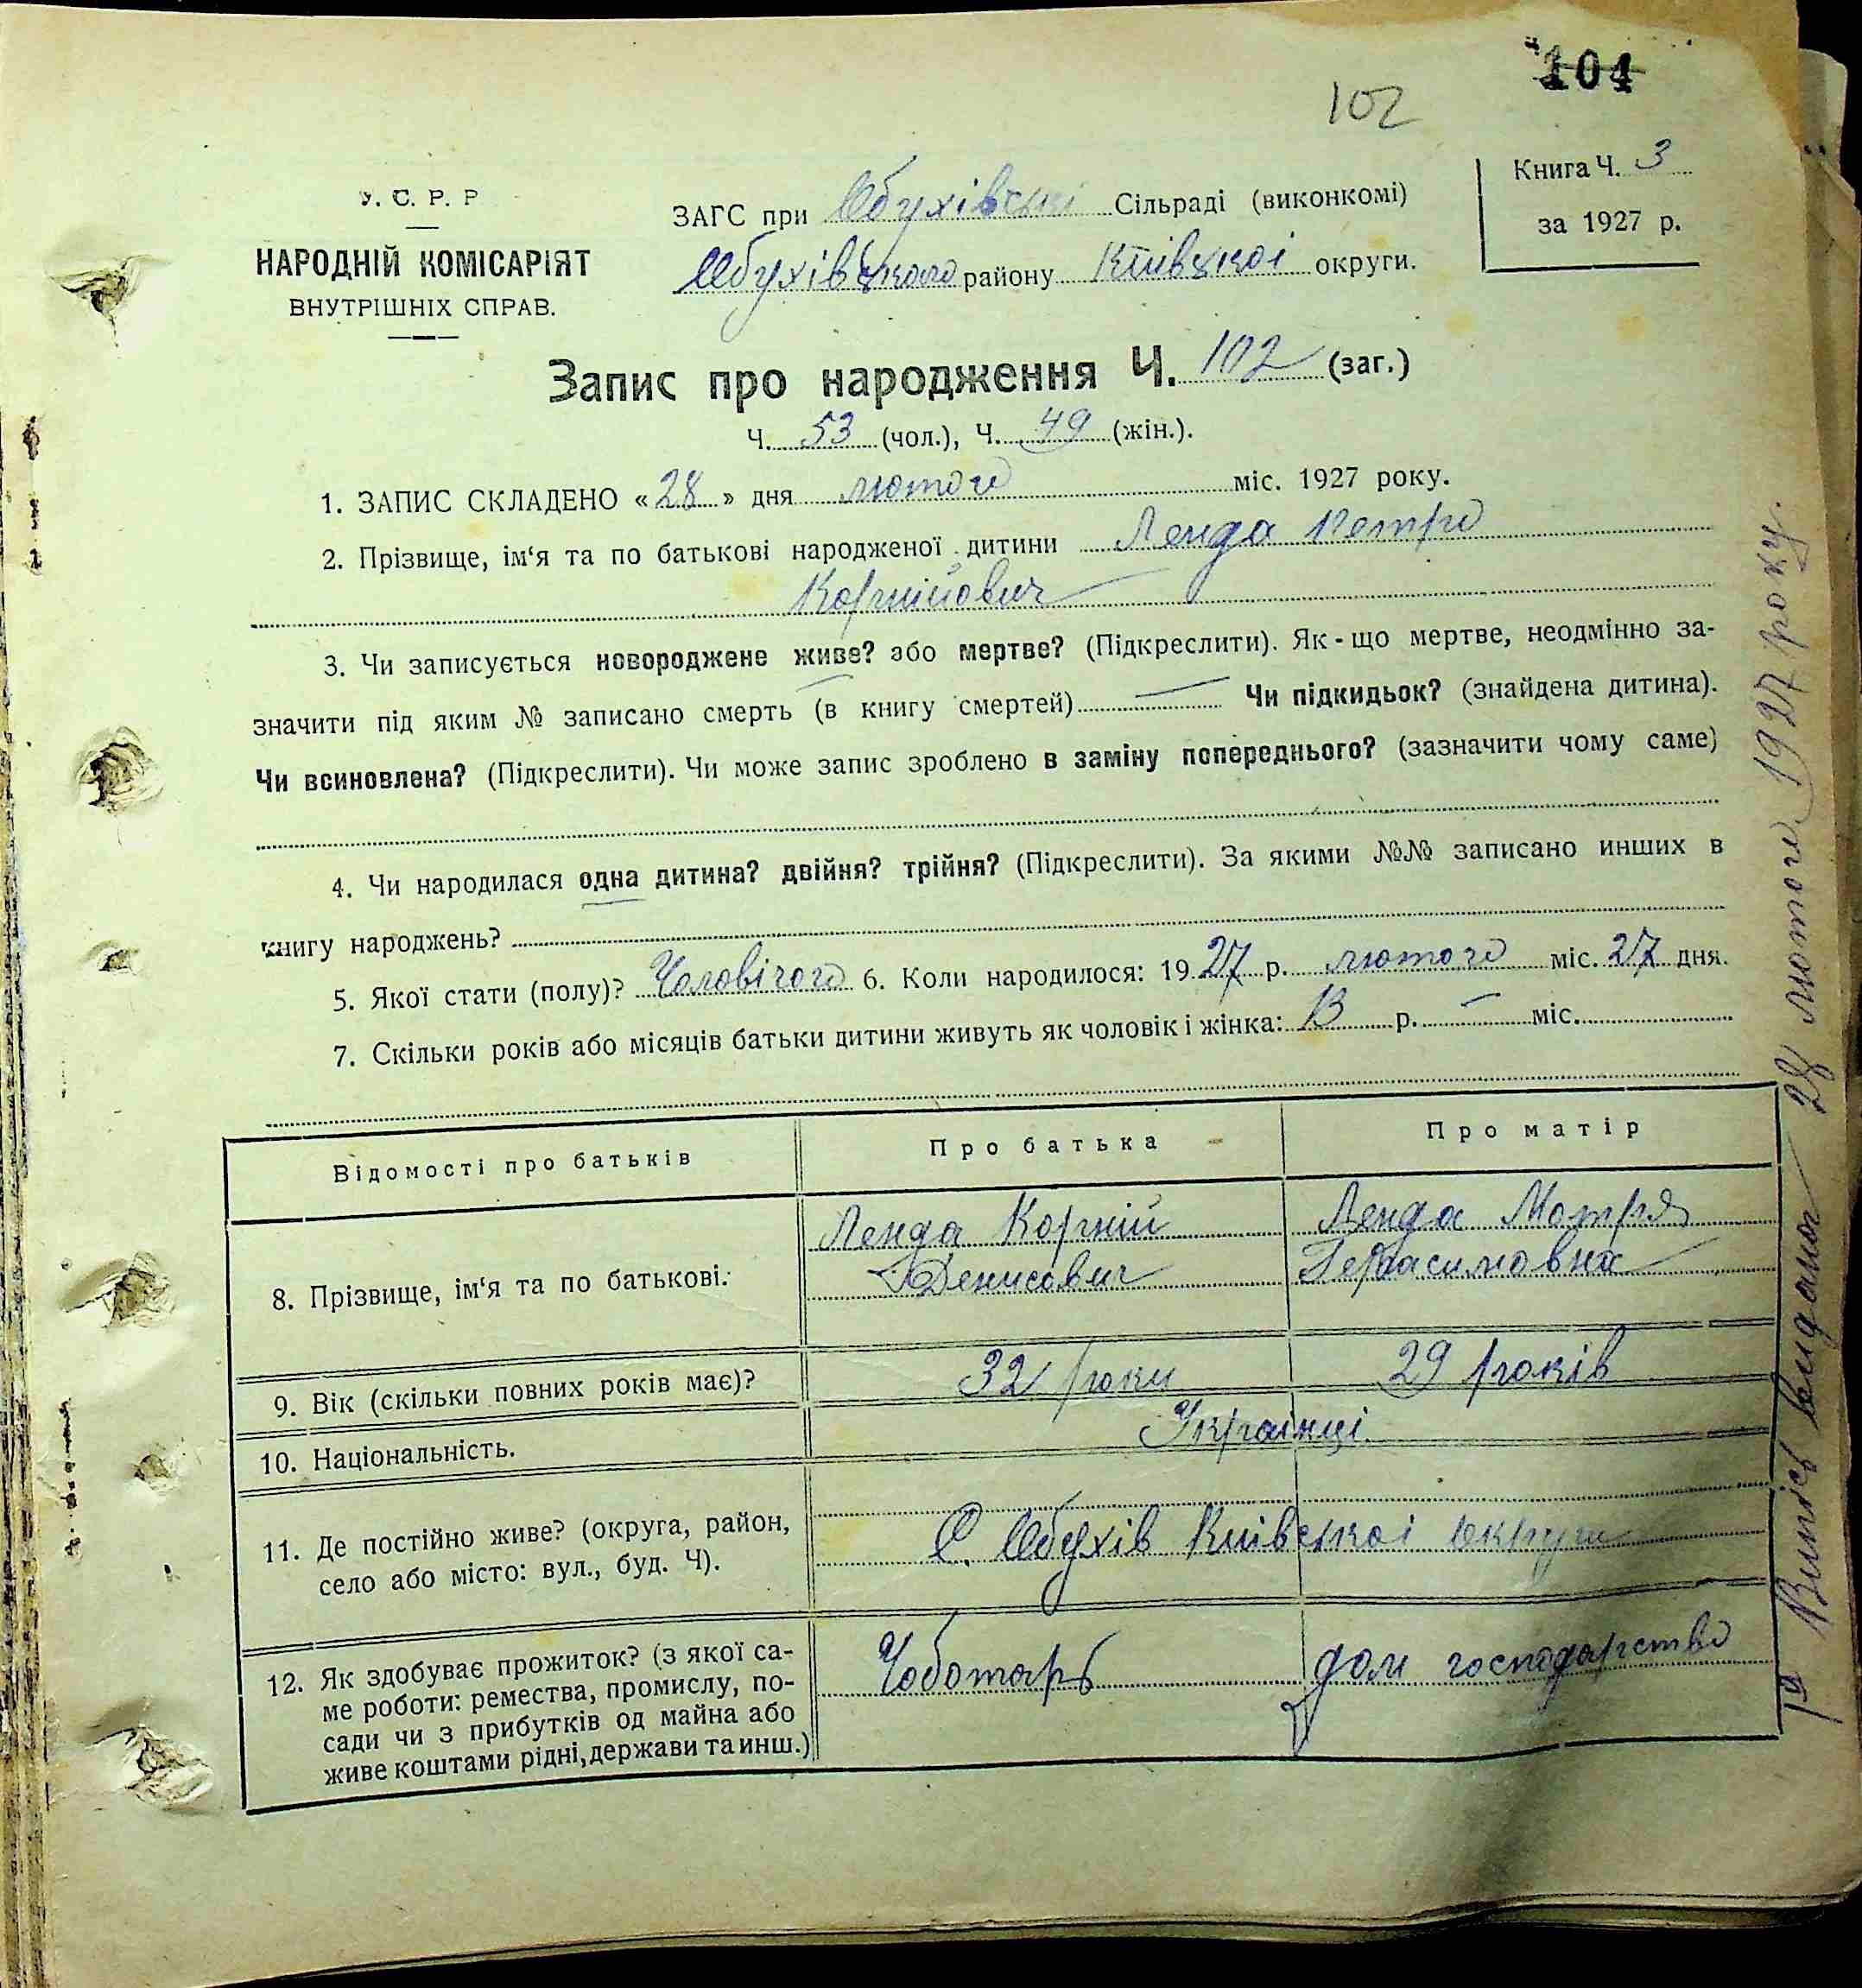 104
102
У. С. Р. Р
НАРОДНІЙ КОМІСАРІЯТ
ВНУТРІШНІХ СПРАВ.
ЗАГС при Обухівські Сільраді (виконкомі)
Обухівського району Київської округи.
Книга Ч. 3
за 1927 р.
Запис про народження Ч. 102 (заг.)
Ч. 53 (чол.), Ч. 49 (жін.).
1. ЗАПИС СКЛАДЕНО «28» дня лютого міс. 1927 року.
2. Прізвище, ім‘я та по батькові народженої дитини Ленда Петро
Корнійович
3. Чи записується новороджене живе? або мертве? (Підкреслити). Як-що мертве, неодмінно за-
значити під яким № записано смерть (в книгу смертей) — Чи підкидьок? (знайдена дитина).
Чи всиновлена? (Підкреслити). Чи може запис зроблено в заміну попереднього? (зазначити чому саме)
4. Чи народилася одна дитина? двійня? трійня? (Підкреслити). За якими №№ записано инших в
книгу народжень?
5. Якої стати (полу)? Чоловічого 6. Коли народилося: 1927 р. лютого міс. 27 дня.
7. Скільки років або місяців батьки дитини живуть як чоловік і жінка: 13 р. — міс.
Відомості про батьків
Про батька
Про матір
8. Прізвище, ім‘я та по батькові.
Ленда Корній
Денисович
Ленда Мотря
Герасимовна
9. Вік (скільки повних років має)?
32 роки
29 років
10. Національність.
Українці.
11. Де постійно живе? (округа, район,
село або місто: вул., буд. Ч).
С. Обухів Київської округи
12. Як здобуває прожиток? (з якої са-
ме роботи: ремества, промислу, по-
сади чи з прибутків од майна або
живе коштами рідні, держави та инш.)
Чоботарь
дом господарство
Випись видана 28 лютого 1927 року.